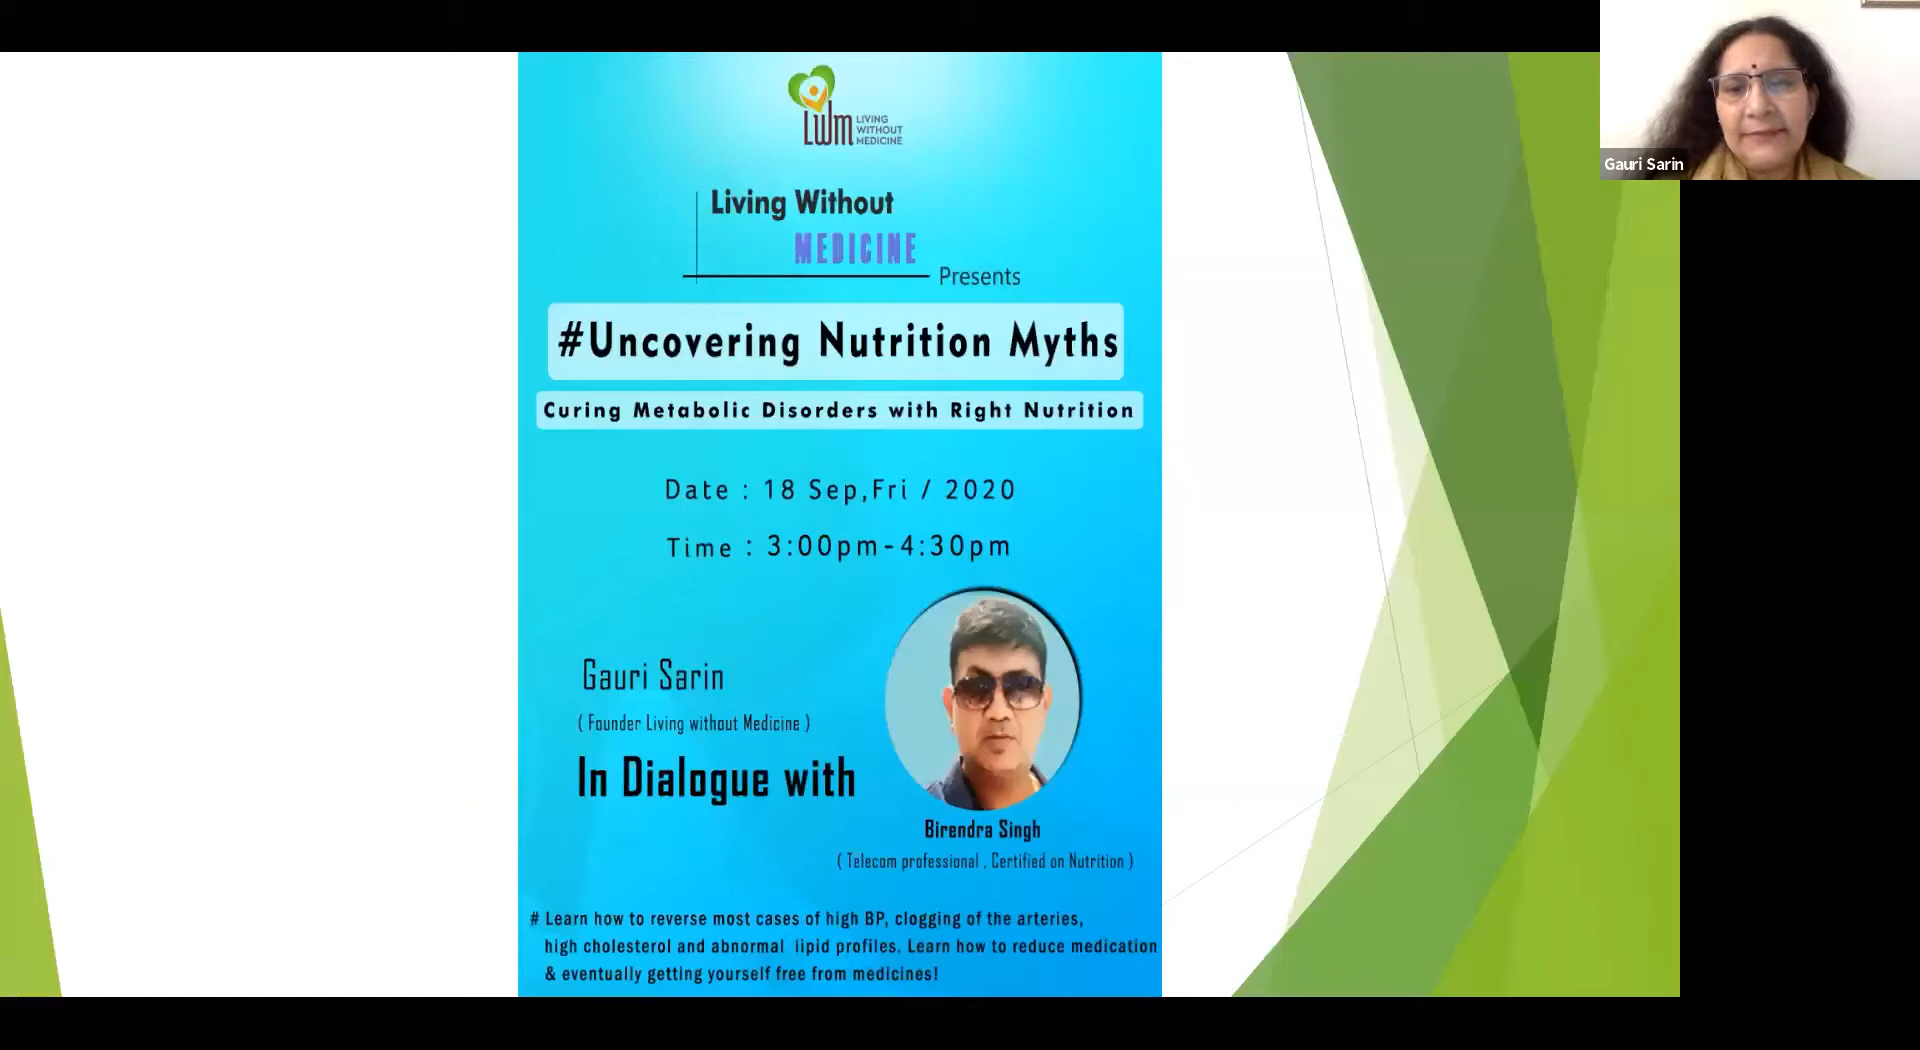 Lwm LIVING
WITHOUT
MEDICINE
Living Without
MEDICINE
Presents
#Uncovering Nutrition Myths
Curing Metabolic Disorders with Right Nutrition
Date : 18 Sep,Fri / 2020
Time : 3:00pm-4:30pm
Gauri Sarin
( Founder Living without Medicine )
In Dialogue with
Birendra Singh
( Telecom professional , Certified on Nutrition )
# Learn how to reverse most cases of high BP, clogging of the arteries,
high cholesterol and abnormal lipid profiles. Learn how to reduce medication
& eventually getting yourself free from medicines!
Gauri Sarin